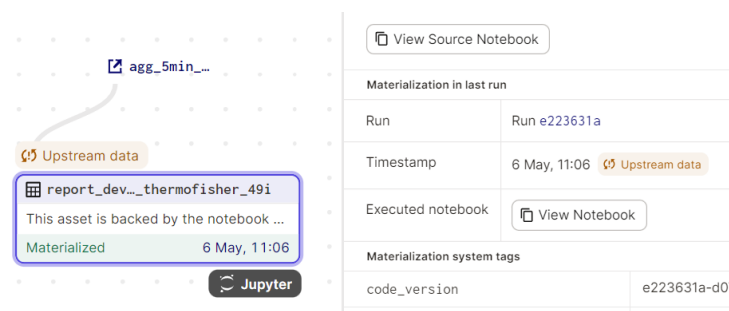 agg_5min_…
Upstream data
report_dev…_thermofisher_49i
This asset is backed by the notebook ...
Materialized 6 May, 11:06
Jupyter
View Source Notebook
Materialization in last run
Run Run e223631a
Timestamp 6 May, 11:06 Upstream data
Executed notebook View Notebook
Materialization system tags
code_version e223631a-d0